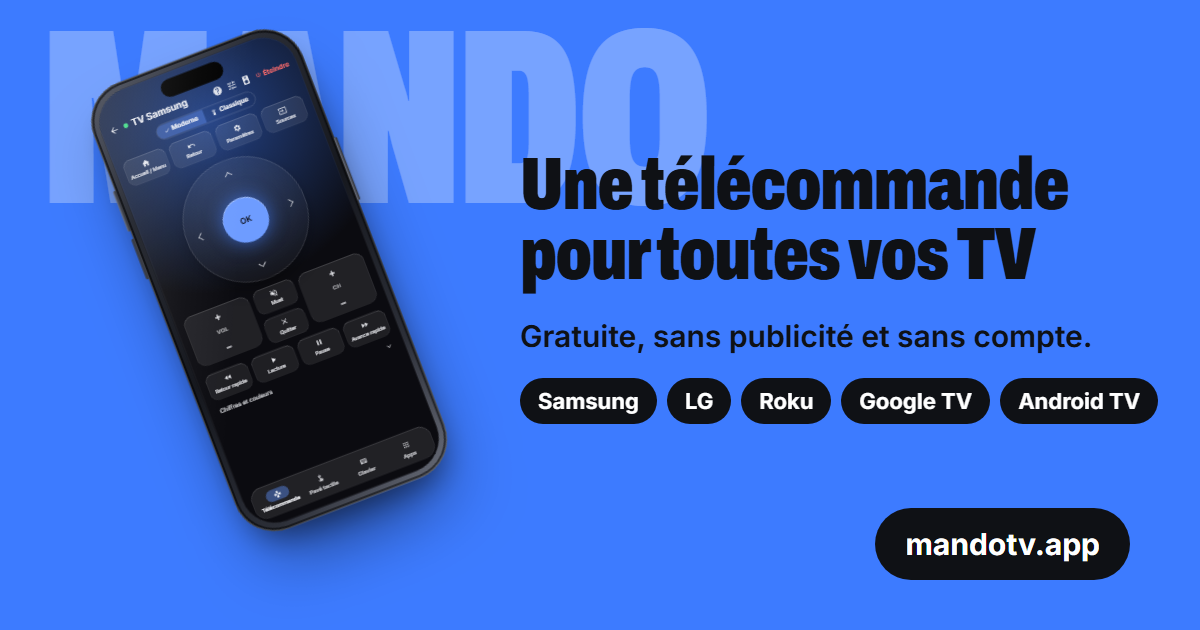 MANDO
TV Samsung
Éteindre
Moderne
Classique
Accueil / Menu
Retour
Paramètres
Sources
OK
VOL
Muet
CH
Quitter
Retour rapide
Lecture
Pause
Avance rapide
Chiffres et couleurs
Télécommande
Pavé tactile
Clavier
Apps
Une télécommande
pour toutes vos TV
Gratuite, sans publicité et sans compte.
Samsung LG Roku Google TV Android TV
mandotv.app